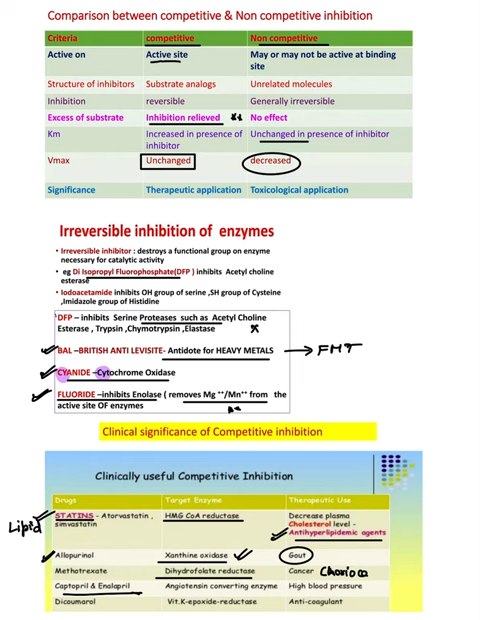 Comparison between competitive & Non competitive inhibition
Criteria competitive Non competitive
Active on Active site May or may not be active at binding
site
Structure of inhibitors Substrate analogs Unrelated molecules
Inhibition reversible Generally irreversible
Excess of substrate Inhibition relieved No effect
Km Increased in presence of Unchanged in presence of inhibitor
inhibitor
Vmax Unchanged decreased
Significance Therapeutic application Toxicological application
Irreversible inhibition of enzymes
• Irreversible inhibitor : destroys a functional group on enzyme
necessary for catalytic activity
• eg Di Isopropyl Fluorophosphate(DFP ) inhibits Acetyl choline
esterase
• Iodoacetamide inhibits OH group of serine ,SH group of Cysteine
,Imidazole group of Histidine
DFP – inhibits Serine Proteases such as Acetyl Choline
Esterase , Trypsin ,Chymotrypsin ,Elastase
BAL –BRITISH ANTI LEVISITE- Antidote for HEAVY METALS → FMT
CYANIDE –Cytochrome Oxidase
FLUORIDE –inhibits Enolase ( removes Mg ++/Mn++ from the
active site OF enzymes
Clinical significance of Competitive inhibition
Clinically useful Competitive Inhibition
Drugs Target Enzyme Therapeutic Use
Lipid STATINS - Atorvastatin , HMG CoA reductase Decrease plasma
simvastatin Cholesterol level -
Antihyperlipidemic agents
Allopurinol Xanthine oxidase Gout
Methotrexate Dihydrofolate reductase Cancer
Captopril & Enalapril Angiotensin converting enzyme High blood pressure
Dicoumarol Vit.K-epoxide-reductase Anti-coagulant